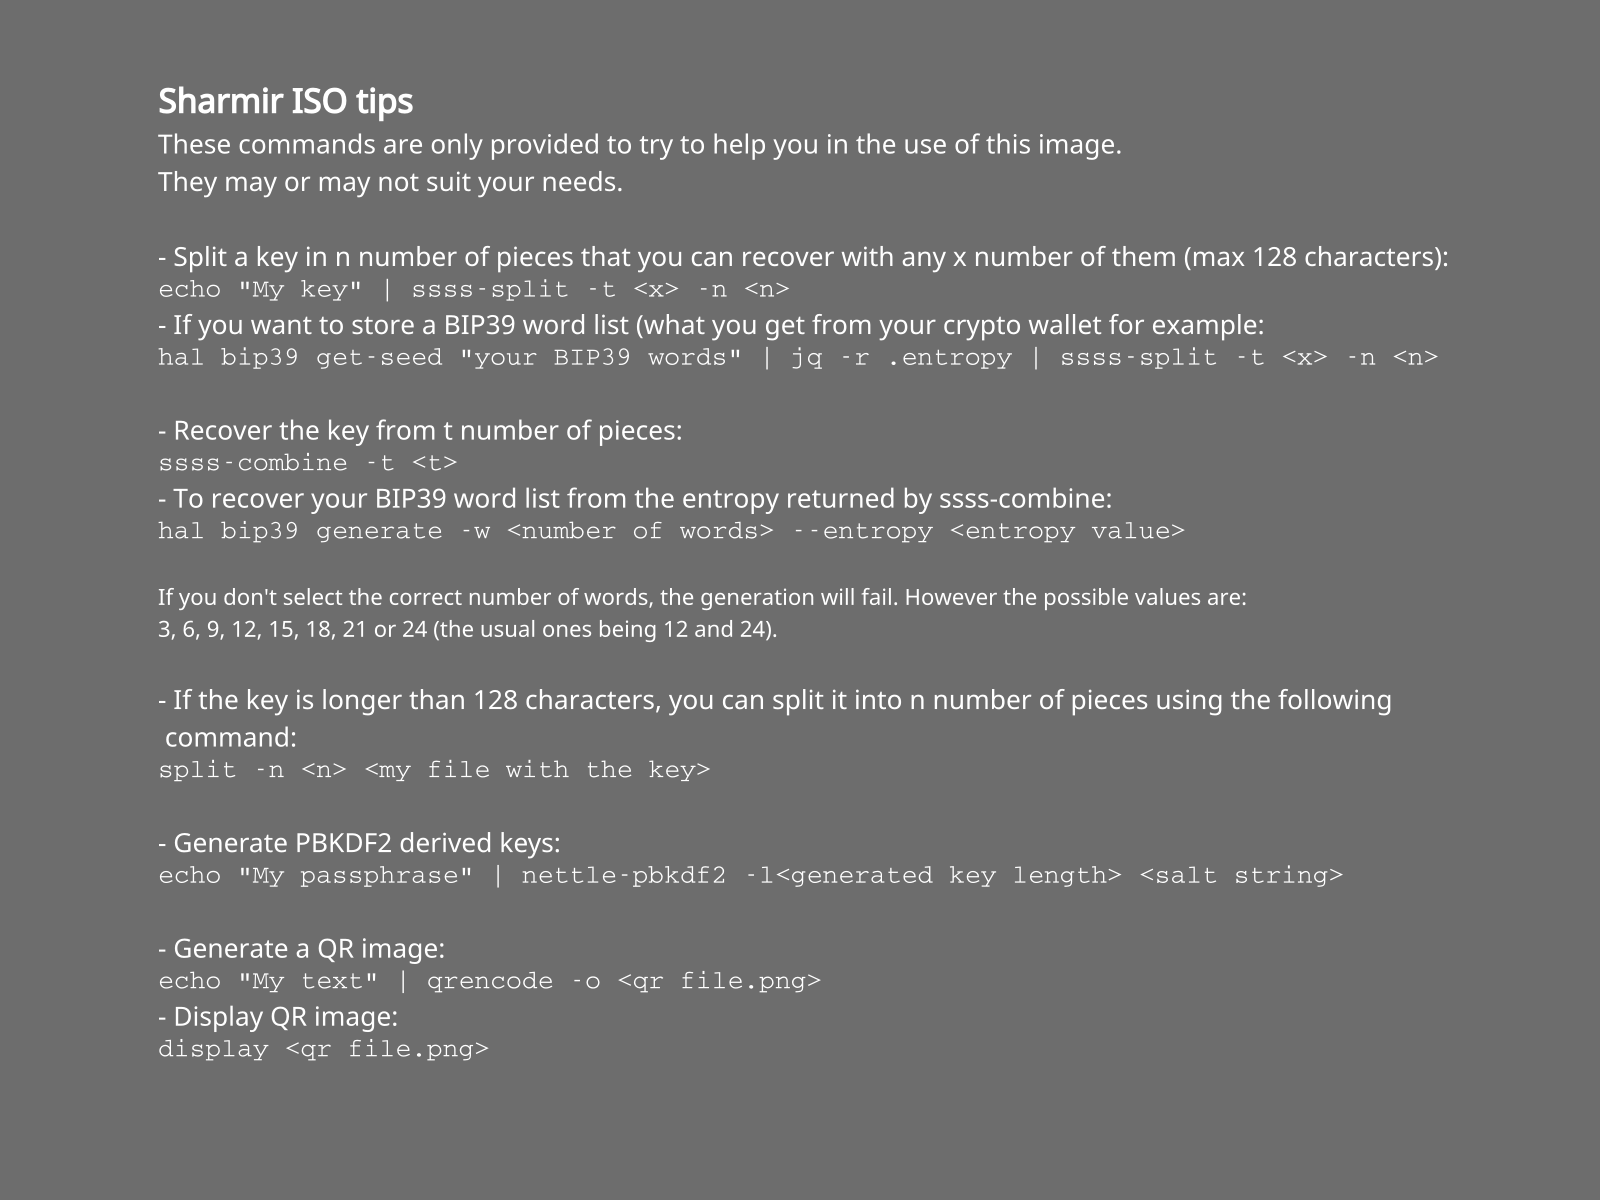 Sharmir ISO tips
These commands are only provided to try to help you in the use of this image.
They may or may not suit your needs.
- Split a key in n number of pieces that you can recover with any x number of them (max 128 characters):
echo "My key" | ssss-split -t <x> -n <n>
- If you want to store a BIP39 word list (what you get from your crypto wallet for example:
hal bip39 get-seed "your BIP39 words" | jq -r .entropy | ssss-split -t <x> -n <n>
- Recover the key from t number of pieces:
ssss-combine -t <t>
- To recover your BIP39 word list from the entropy returned by ssss-combine:
hal bip39 generate -w <number of words> --entropy <entropy value>
If you don't select the correct number of words, the generation will fail. However the possible values are:
3, 6, 9, 12, 15, 18, 21 or 24 (the usual ones being 12 and 24).
- If the key is longer than 128 characters, you can split it into n number of pieces using the following
command:
split -n <n> <my file with the key>
- Generate PBKDF2 derived keys:
echo "My passphrase" | nettle-pbkdf2 -l<generated key length> <salt string>
- Generate a QR image:
echo "My text" | qrencode -o <qr file.png>
- Display QR image:
display <qr file.png>